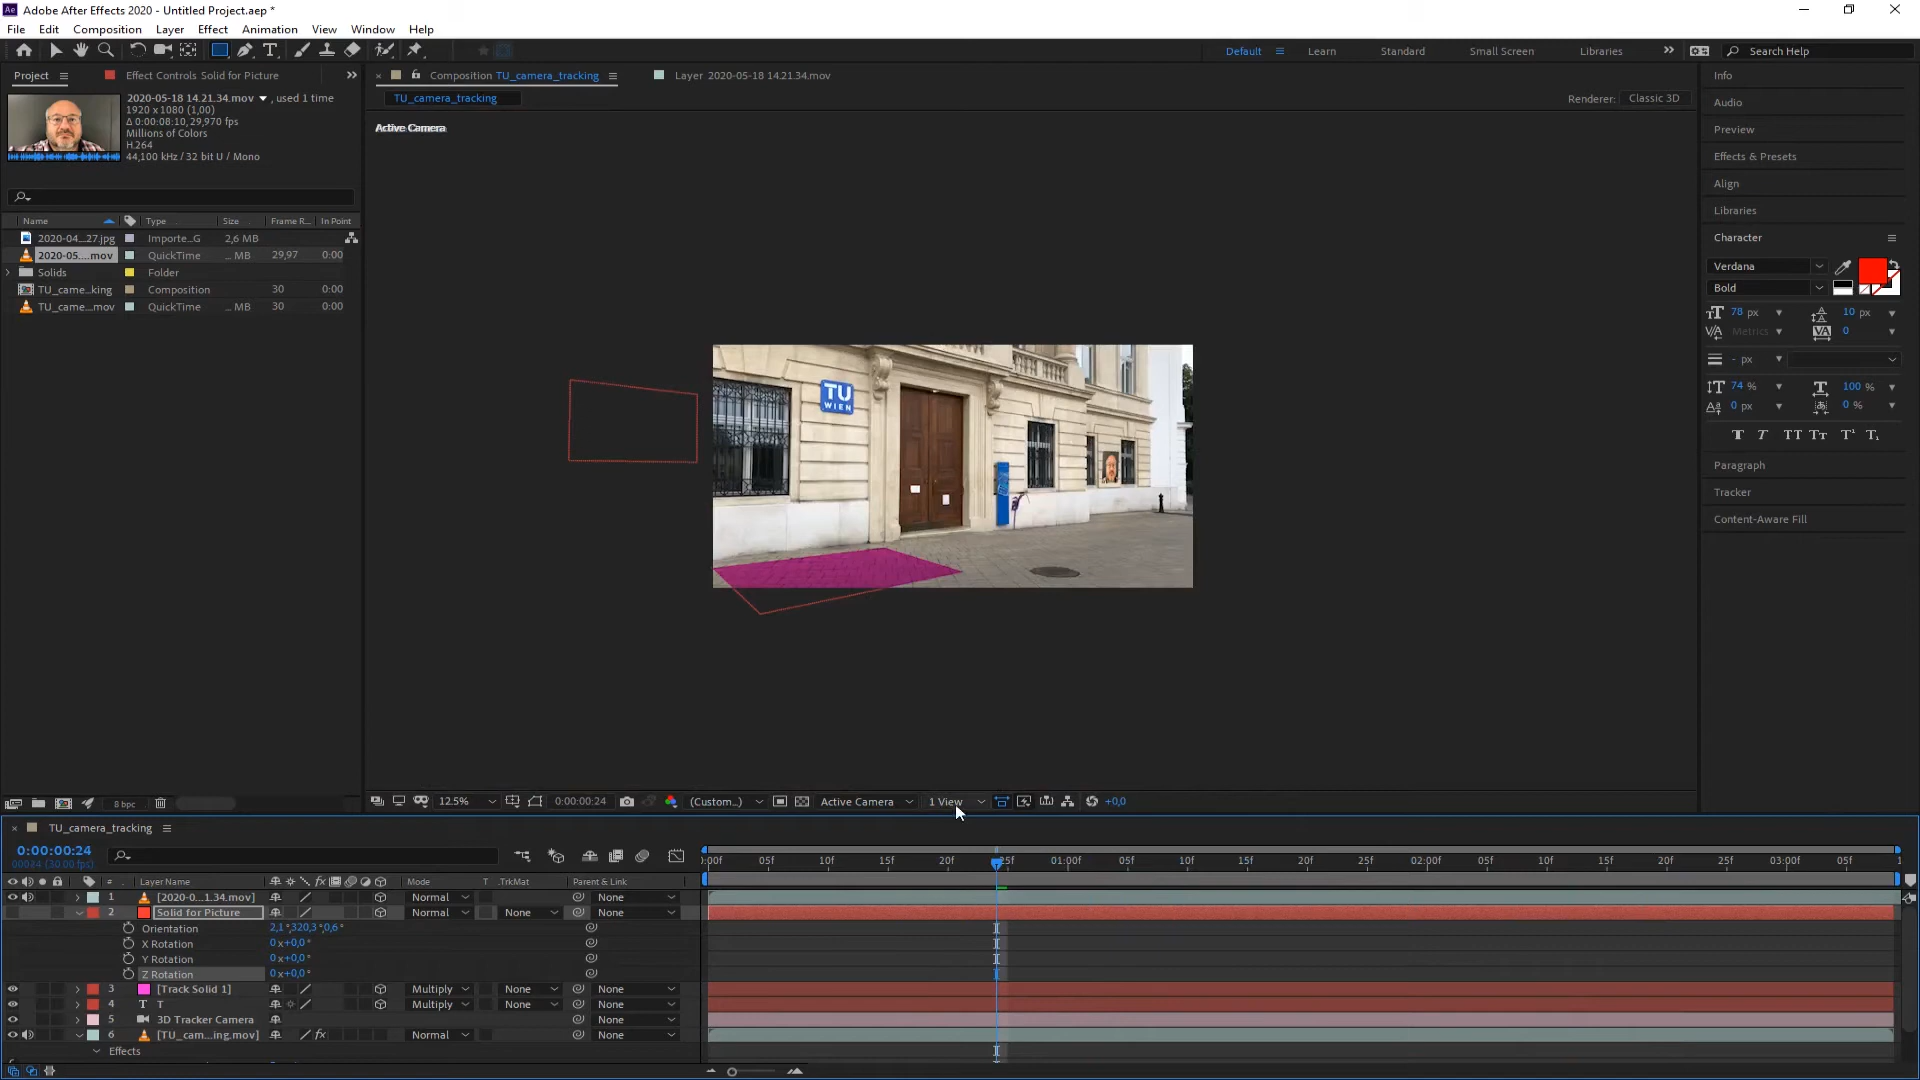 Adobe After Effects 2020 - Untitled Project.aep *
File Edit Composition Layer Effect Animation View Window Help
Default Learn Standard Small Screen Libraries Search Help
Project Effect Controls Solid for Picture
Composition TU_camera_tracking Layer 2020-05-18 14.21.34.mov
TU_camera_tracking
Renderer: Classic 3D
Active Camera
2020-05-18 14.21.34.mov , used 1 time
1920 x 1080 (1,00)
Δ 0:00:08:10, 29,970 fps
Millions of Colors
H.264
44,100 kHz / 32 bit U / Mono
Name Type Size Frame R... In Point
2020-04...27.jpg Importe...G 2,6 MB
2020-05....mov QuickTime ... MB 29,97 0:00
Solids Folder
TU_came...king Composition 30 0:00
TU_came...mov QuickTime ... MB 30 0:00
TU
WIEN
Info
Audio
Preview
Effects & Presets
Align
Libraries
Character
Verdana
Bold
78 px 10 px
Metrics 0
- px
74 % 100 %
0 px 0 %
T T TT Tr T¹ T₁
Paragraph
Tracker
Content-Aware Fill
8 bpc
12.5% 0:00:00:24 (Custom...) Active Camera 1 View +0,0
TU_camera_tracking
0:00:00:24
00024 (30.00 fps)
:00f 05f 10f 15f 20f 25f 01:00f 05f 10f 15f 20f 25f 02:00f 05f 10f 15f 20f 25f 03:00f 05f 1
# Layer Name fx Mode T .TrkMat Parent & Link
1 [2020-0...1.34.mov] Normal None
2 Solid for Picture Normal None None
Orientation 2,1°,320,3°,0,6°
X Rotation 0x+0,0°
Y Rotation 0x+0,0°
Z Rotation 0x+0,0°
3 [Track Solid 1] Multiply None None
4 T T Multiply None None
5 3D Tracker Camera None
6 [TU_cam...ing.mov] fx Normal None None
Effects